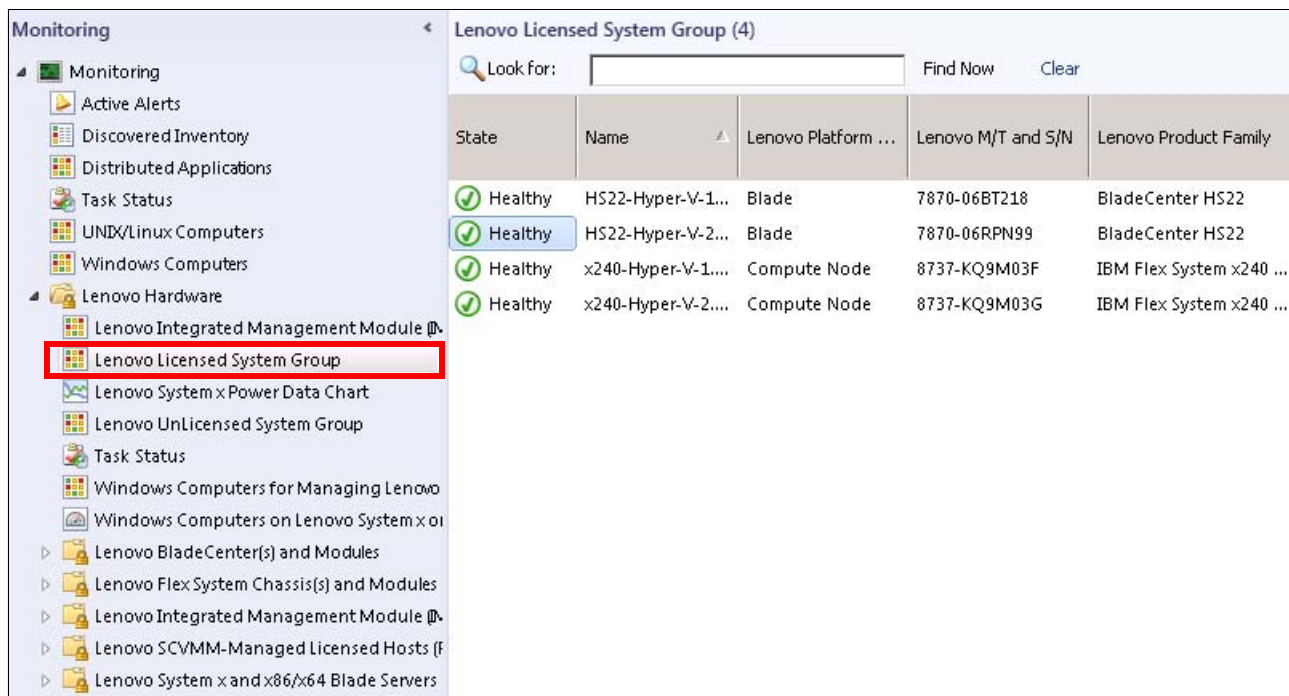 Monitoring
Monitoring
Active Alerts
Discovered Inventory
Distributed Applications
Task Status
UNIX/Linux Computers
Windows Computers
Lenovo Hardware
Lenovo Integrated Management Module
Lenovo Licensed System Group
Lenovo System x Power Data Chart
Lenovo UnLicensed System Group
Task Status
Windows Computers for Managing Lenovo
Windows Computers on Lenovo System x or
Lenovo BladeCenter(s) and Modules
Lenovo Flex System Chassis(s) and Modules
Lenovo Integrated Management Module
Lenovo SCVMM-Managed Licensed Hosts
Lenovo System x and x86/x64 Blade Servers
Lenovo Licensed System Group (4)
Look for: Find Now Clear
State Name Lenovo Platform ... Lenovo M/T and S/N Lenovo Product Family
Healthy HS22-Hyper-V-1... Blade 7870-06BT218 BladeCenter HS22
Healthy HS22-Hyper-V-2... Blade 7870-06RPN99 BladeCenter HS22
Healthy x240-Hyper-V-1.... Compute Node 8737-KQ9M03F IBM Flex System x240 ...
Healthy x240-Hyper-V-2.... Compute Node 8737-KQ9M03G IBM Flex System x240 ...